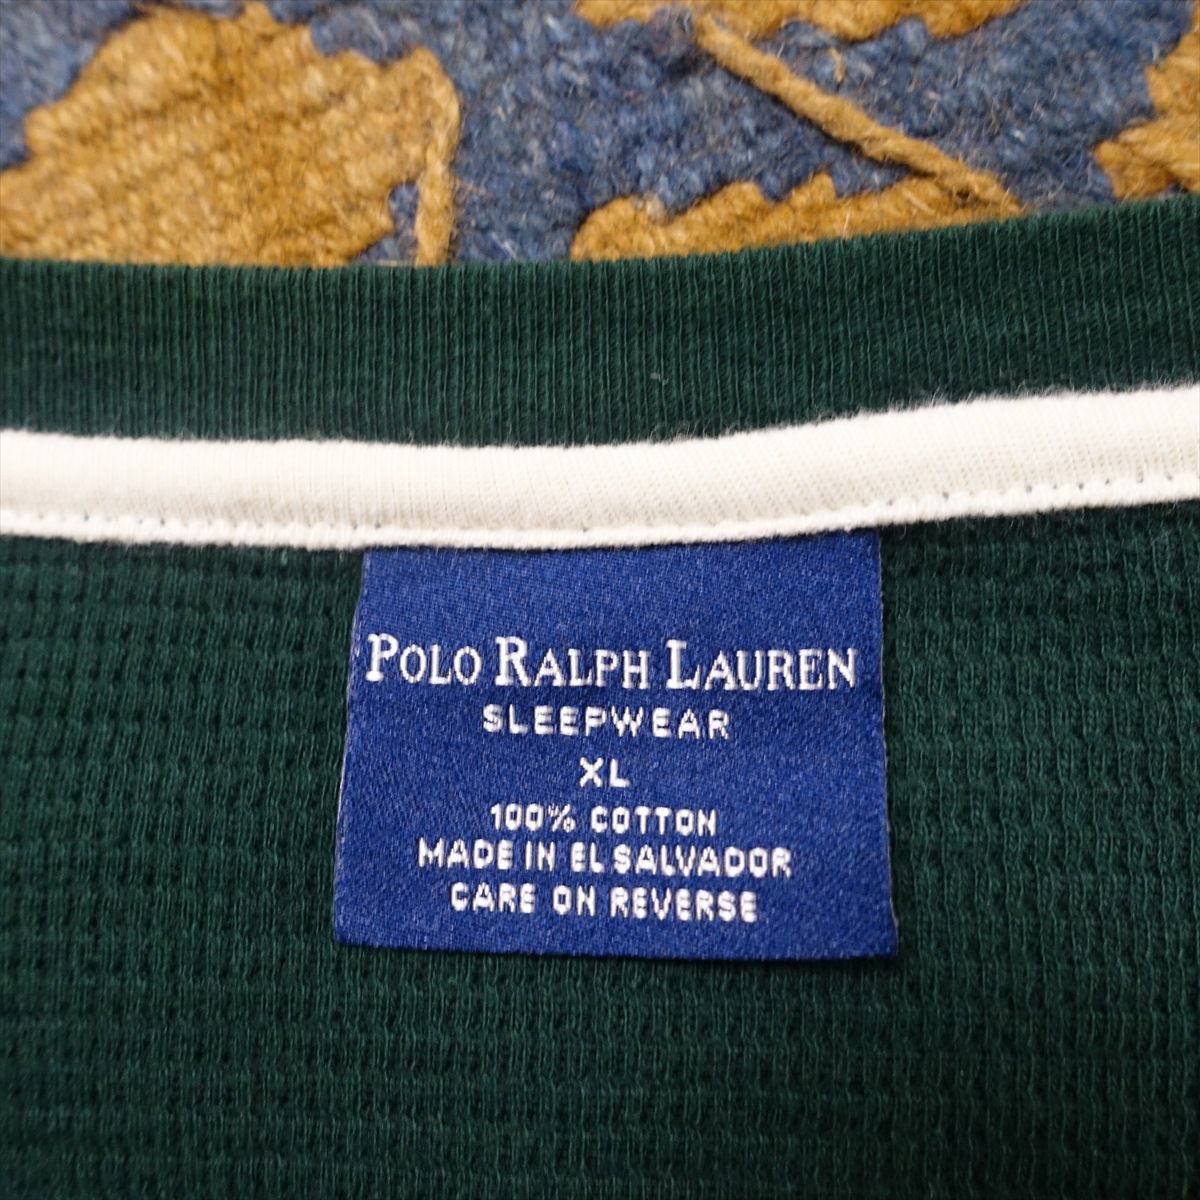 POLO RALPH LAUREN
SLEEPWEAR
XL
100% COTTON
MADE IN EL SALVADOR
CARE ON REVERSE